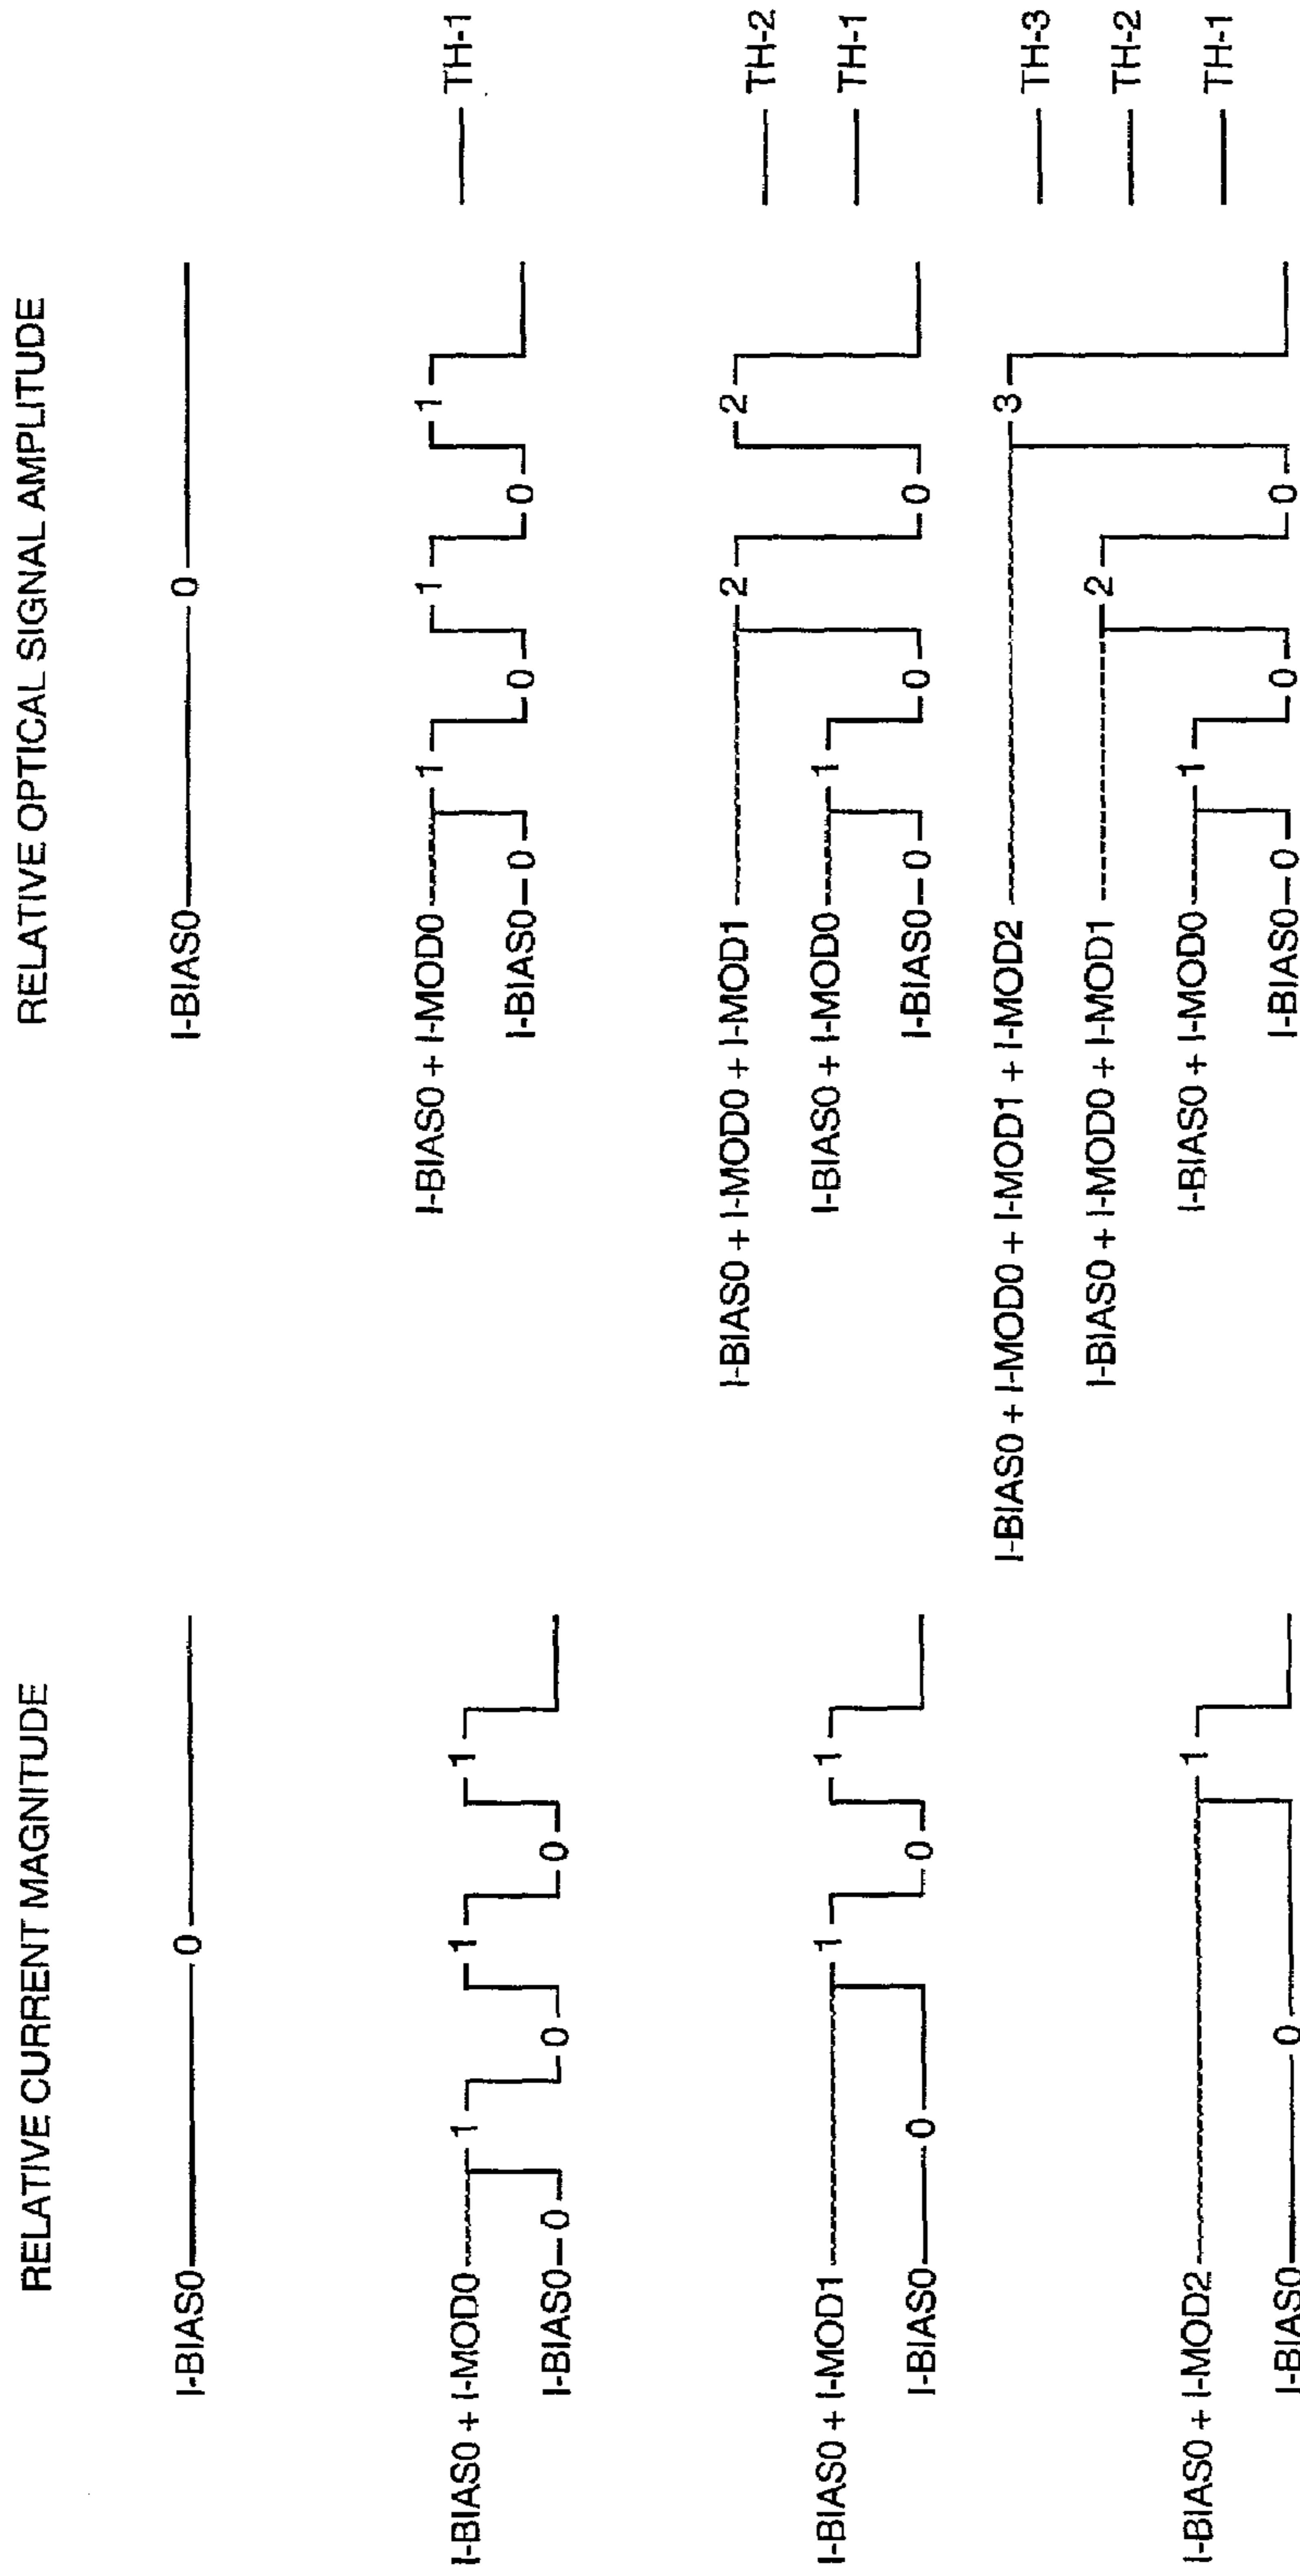 RELATIVE CURRENT MAGNITUDE
I-BIAS0 0
I-BIAS0 + I-MOD0 1 1 1
I-BIAS0 0 0 0
I-BIAS0 + I-MOD1 1 1
I-BIAS0 0 0
I-BIAS0 + I-MOD2 1
I-BIAS0 0
RELATIVE OPTICAL SIGNAL AMPLITUDE
I-BIAS0 0
I-BIAS0 + I-MOD0 1 1 1
TH-1
I-BIAS0 0 0 0
I-BIAS0 + I-MOD0 + I-MOD1 2 2
TH-2
I-BIAS0 + I-MOD0 1
TH-1
I-BIAS0 0 0 0
I-BIAS0 + I-MOD0 + I-MOD1 + I-MOD2 3
TH-3
I-BIAS0 + I-MOD0 + I-MOD1 2
TH-2
I-BIAS0 + I-MOD0 1
TH-1
I-BIAS0 0 0 0